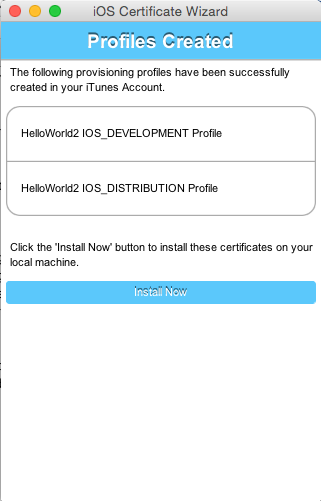 iOS Certificate Wizard
Profiles Created
The following provisioning profiles have been successfully
created in your iTunes Account.
HelloWorld2 IOS_DEVELOPMENT Profile
HelloWorld2 IOS_DISTRIBUTION Profile
Click the 'Install Now' button to install these certificates on your
local machine.
Install Now